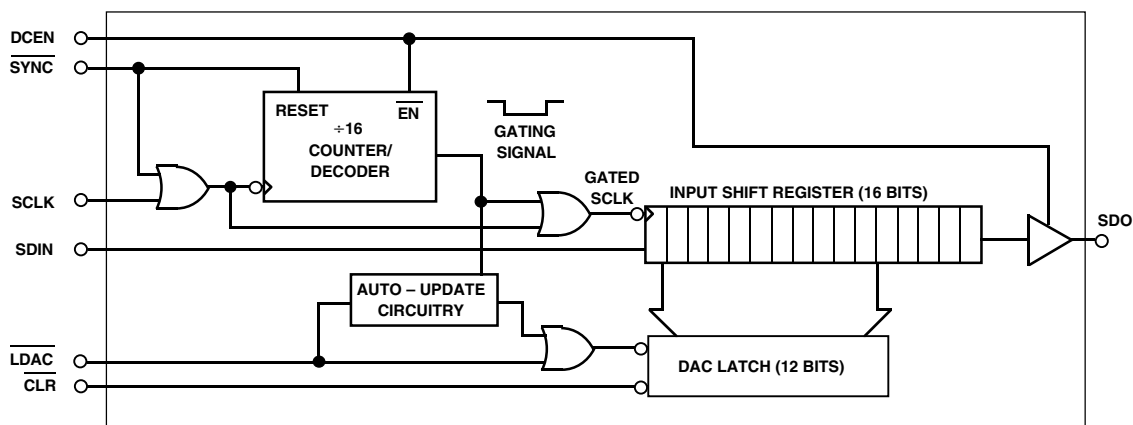 DCEN
SYNC
RESET
EN
÷16
COUNTER/
DECODER
GATING
SIGNAL
SCLK
GATED
SCLK
INPUT SHIFT REGISTER (16 BITS)
SDO
SDIN
AUTO – UPDATE
CIRCUITRY
LDAC
CLR
DAC LATCH (12 BITS)